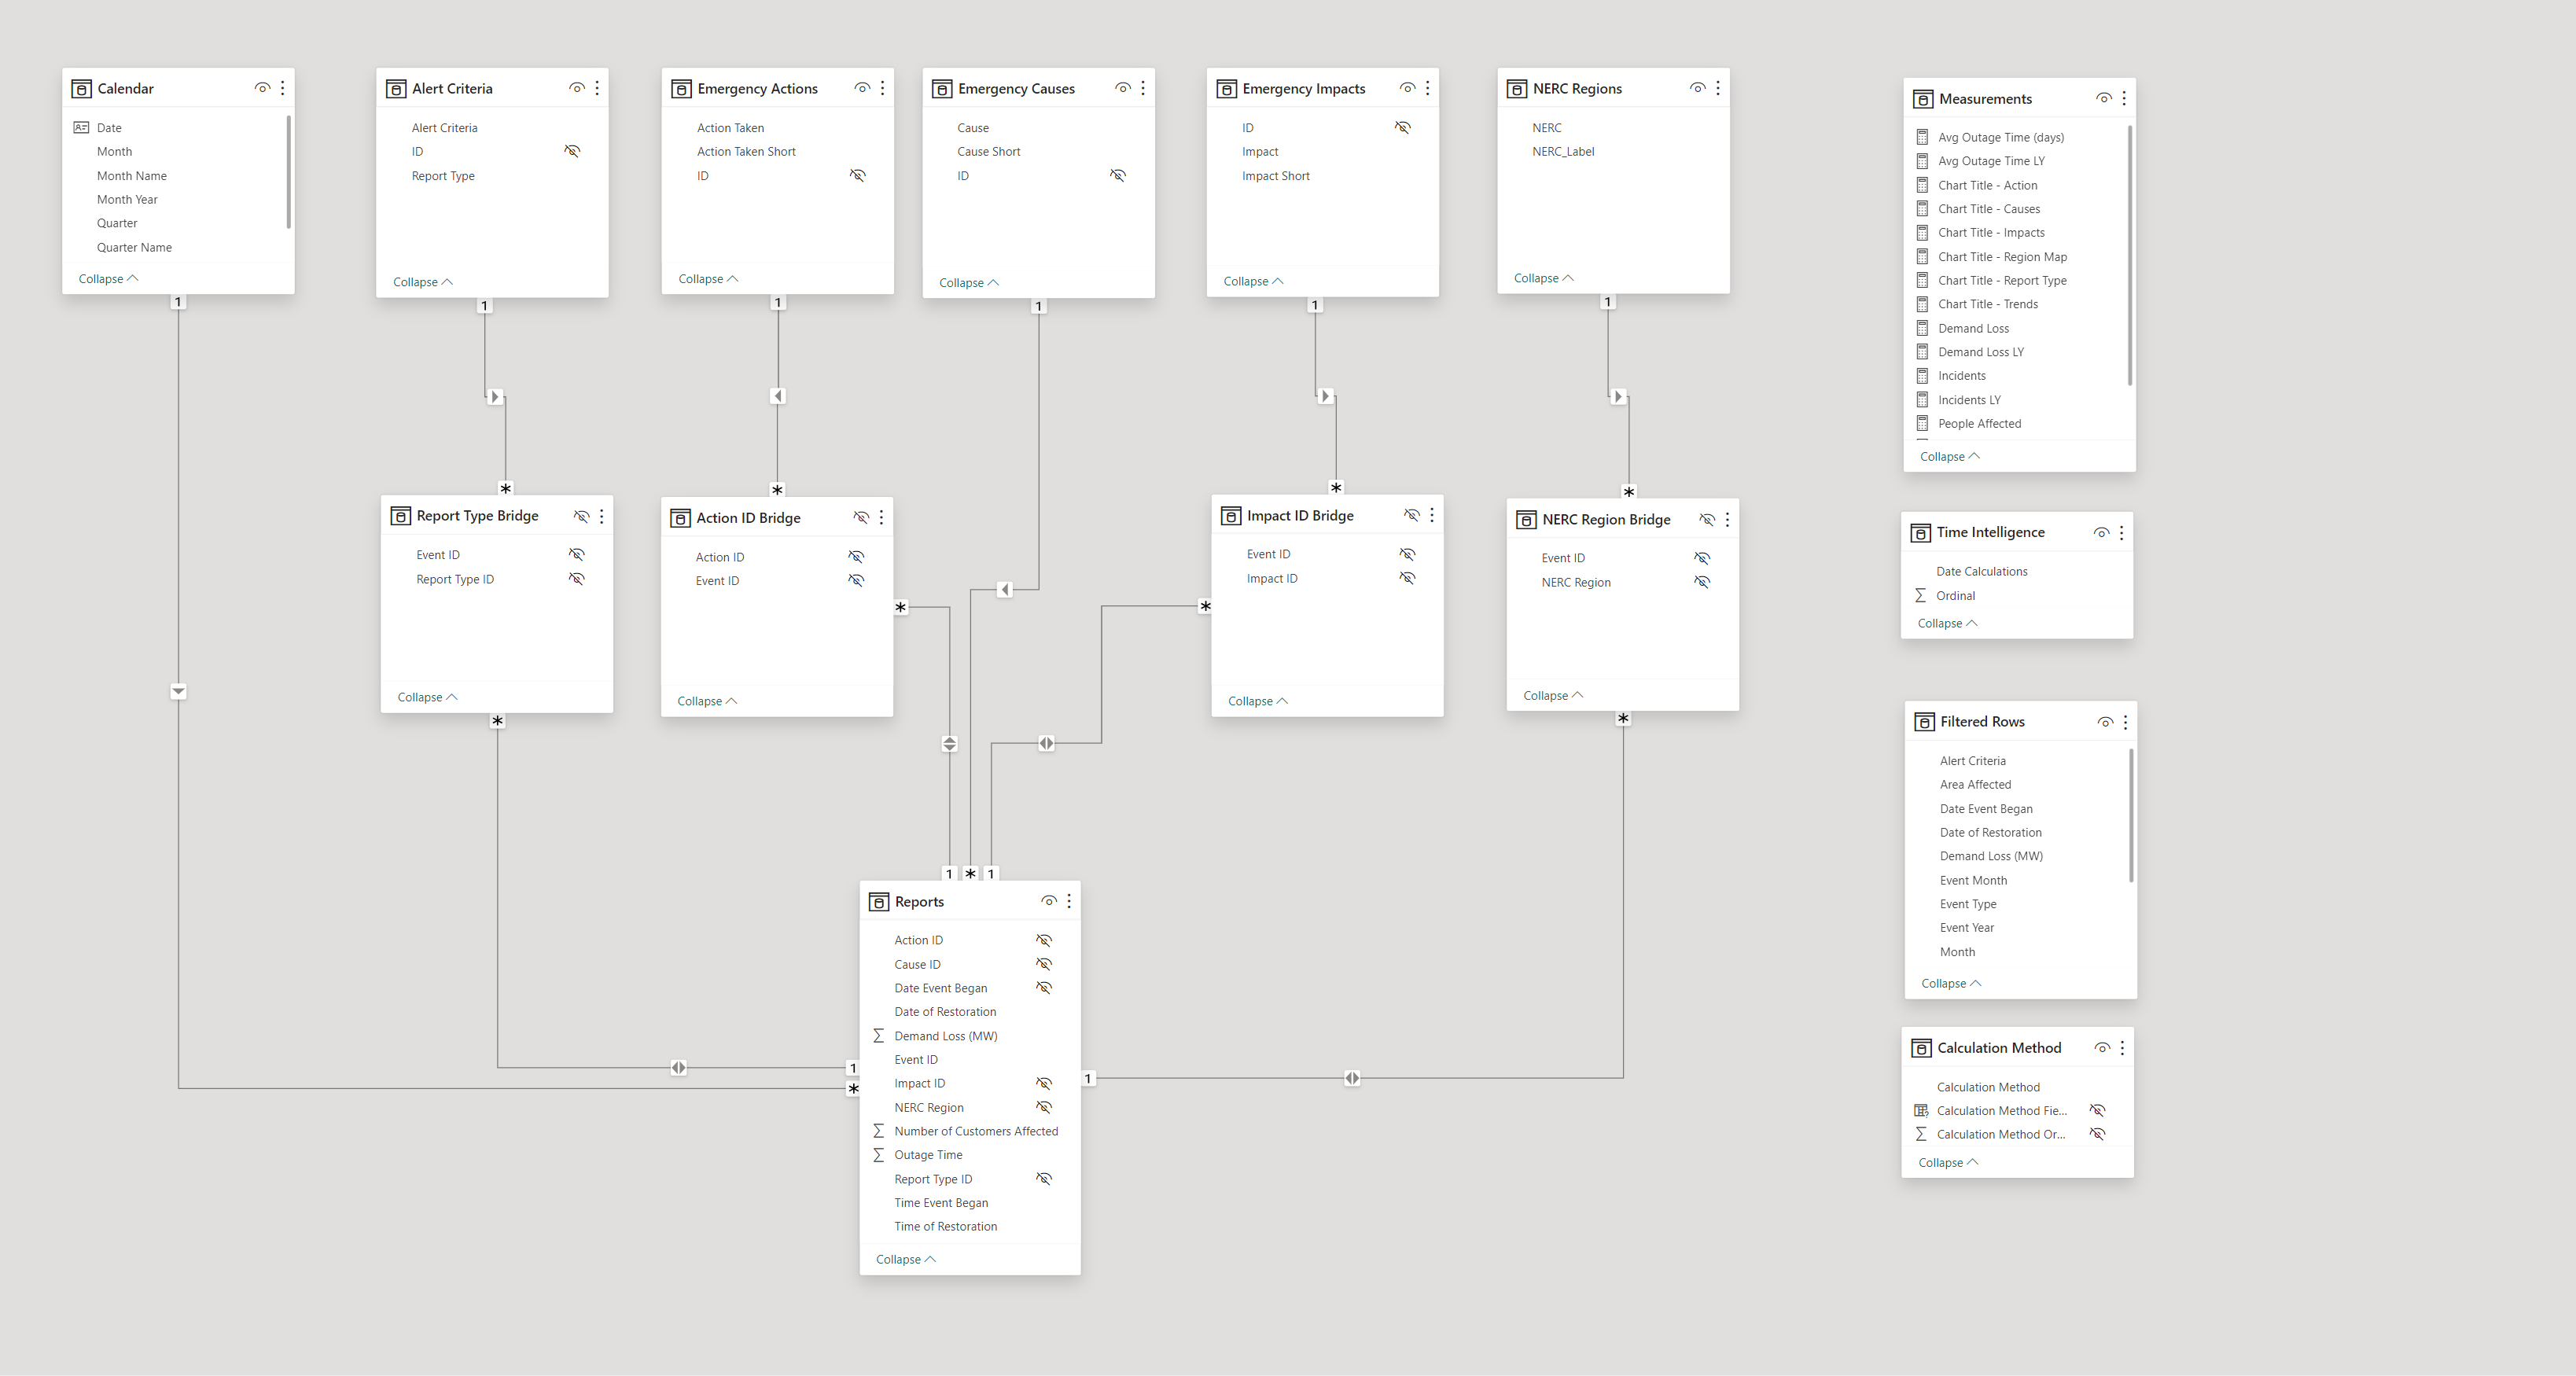 Calendar
Date
Month
Month Name
Month Year
Quarter
Quarter Name
Collapse
1
Alert Criteria
Alert Criteria
ID
Report Type
Collapse
1
Emergency Actions
Action Taken
Action Taken Short
ID
Collapse
1
Emergency Causes
Cause
Cause Short
ID
Collapse
1
Emergency Impacts
ID
Impact
Impact Short
Collapse
1
NERC Regions
NERC
NERC_Label
Collapse
1
Measurements
Avg Outage Time (days)
Avg Outage Time LY
Chart Title - Action
Chart Title - Causes
Chart Title - Impacts
Chart Title - Region Map
Chart Title - Report Type
Chart Title - Trends
Demand Loss
Demand Loss LY
Incidents
Incidents LY
People Affected
Collapse
*
Report Type Bridge
Event ID
Report Type ID
Collapse
*
*
Action ID Bridge
Action ID
Event ID
Collapse
*
*
Impact ID Bridge
Event ID
Impact ID
Collapse
*
*
NERC Region Bridge
Event ID
NERC Region
Collapse
*
Time Intelligence
Date Calculations
Ordinal
Collapse
Filtered Rows
Alert Criteria
Area Affected
Date Event Began
Date of Restoration
Demand Loss (MW)
Event Month
Event Type
Event Year
Month
Collapse
1 * 1
Reports
Action ID
Cause ID
Date Event Began
Date of Restoration
Demand Loss (MW)
Event ID
Impact ID
NERC Region
Number of Customers Affected
Outage Time
Report Type ID
Time Event Began
Time of Restoration
Collapse
1
*
1
Calculation Method
Calculation Method
Calculation Method Fie...
Calculation Method Or...
Collapse